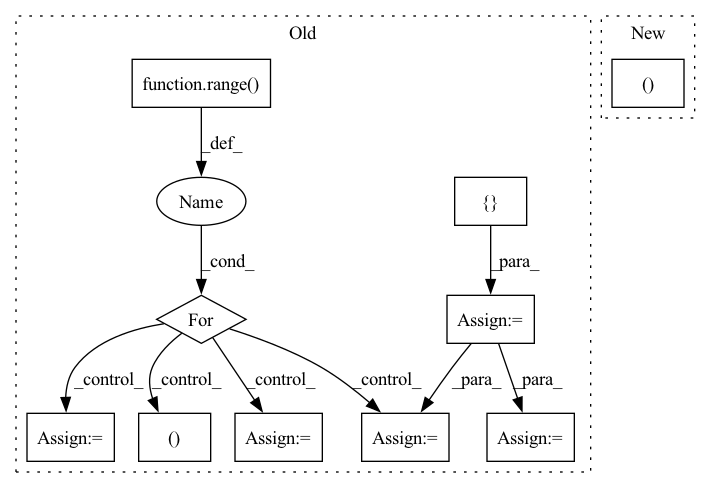 Old
New
function.range()
()
_def_
Name
{}
_cond_
_para_
For
Assign:=
_control_
_control_
_control_
_control_
_para_
_para_
Assign:=
()
Assign:=
Assign:=
Assign:=